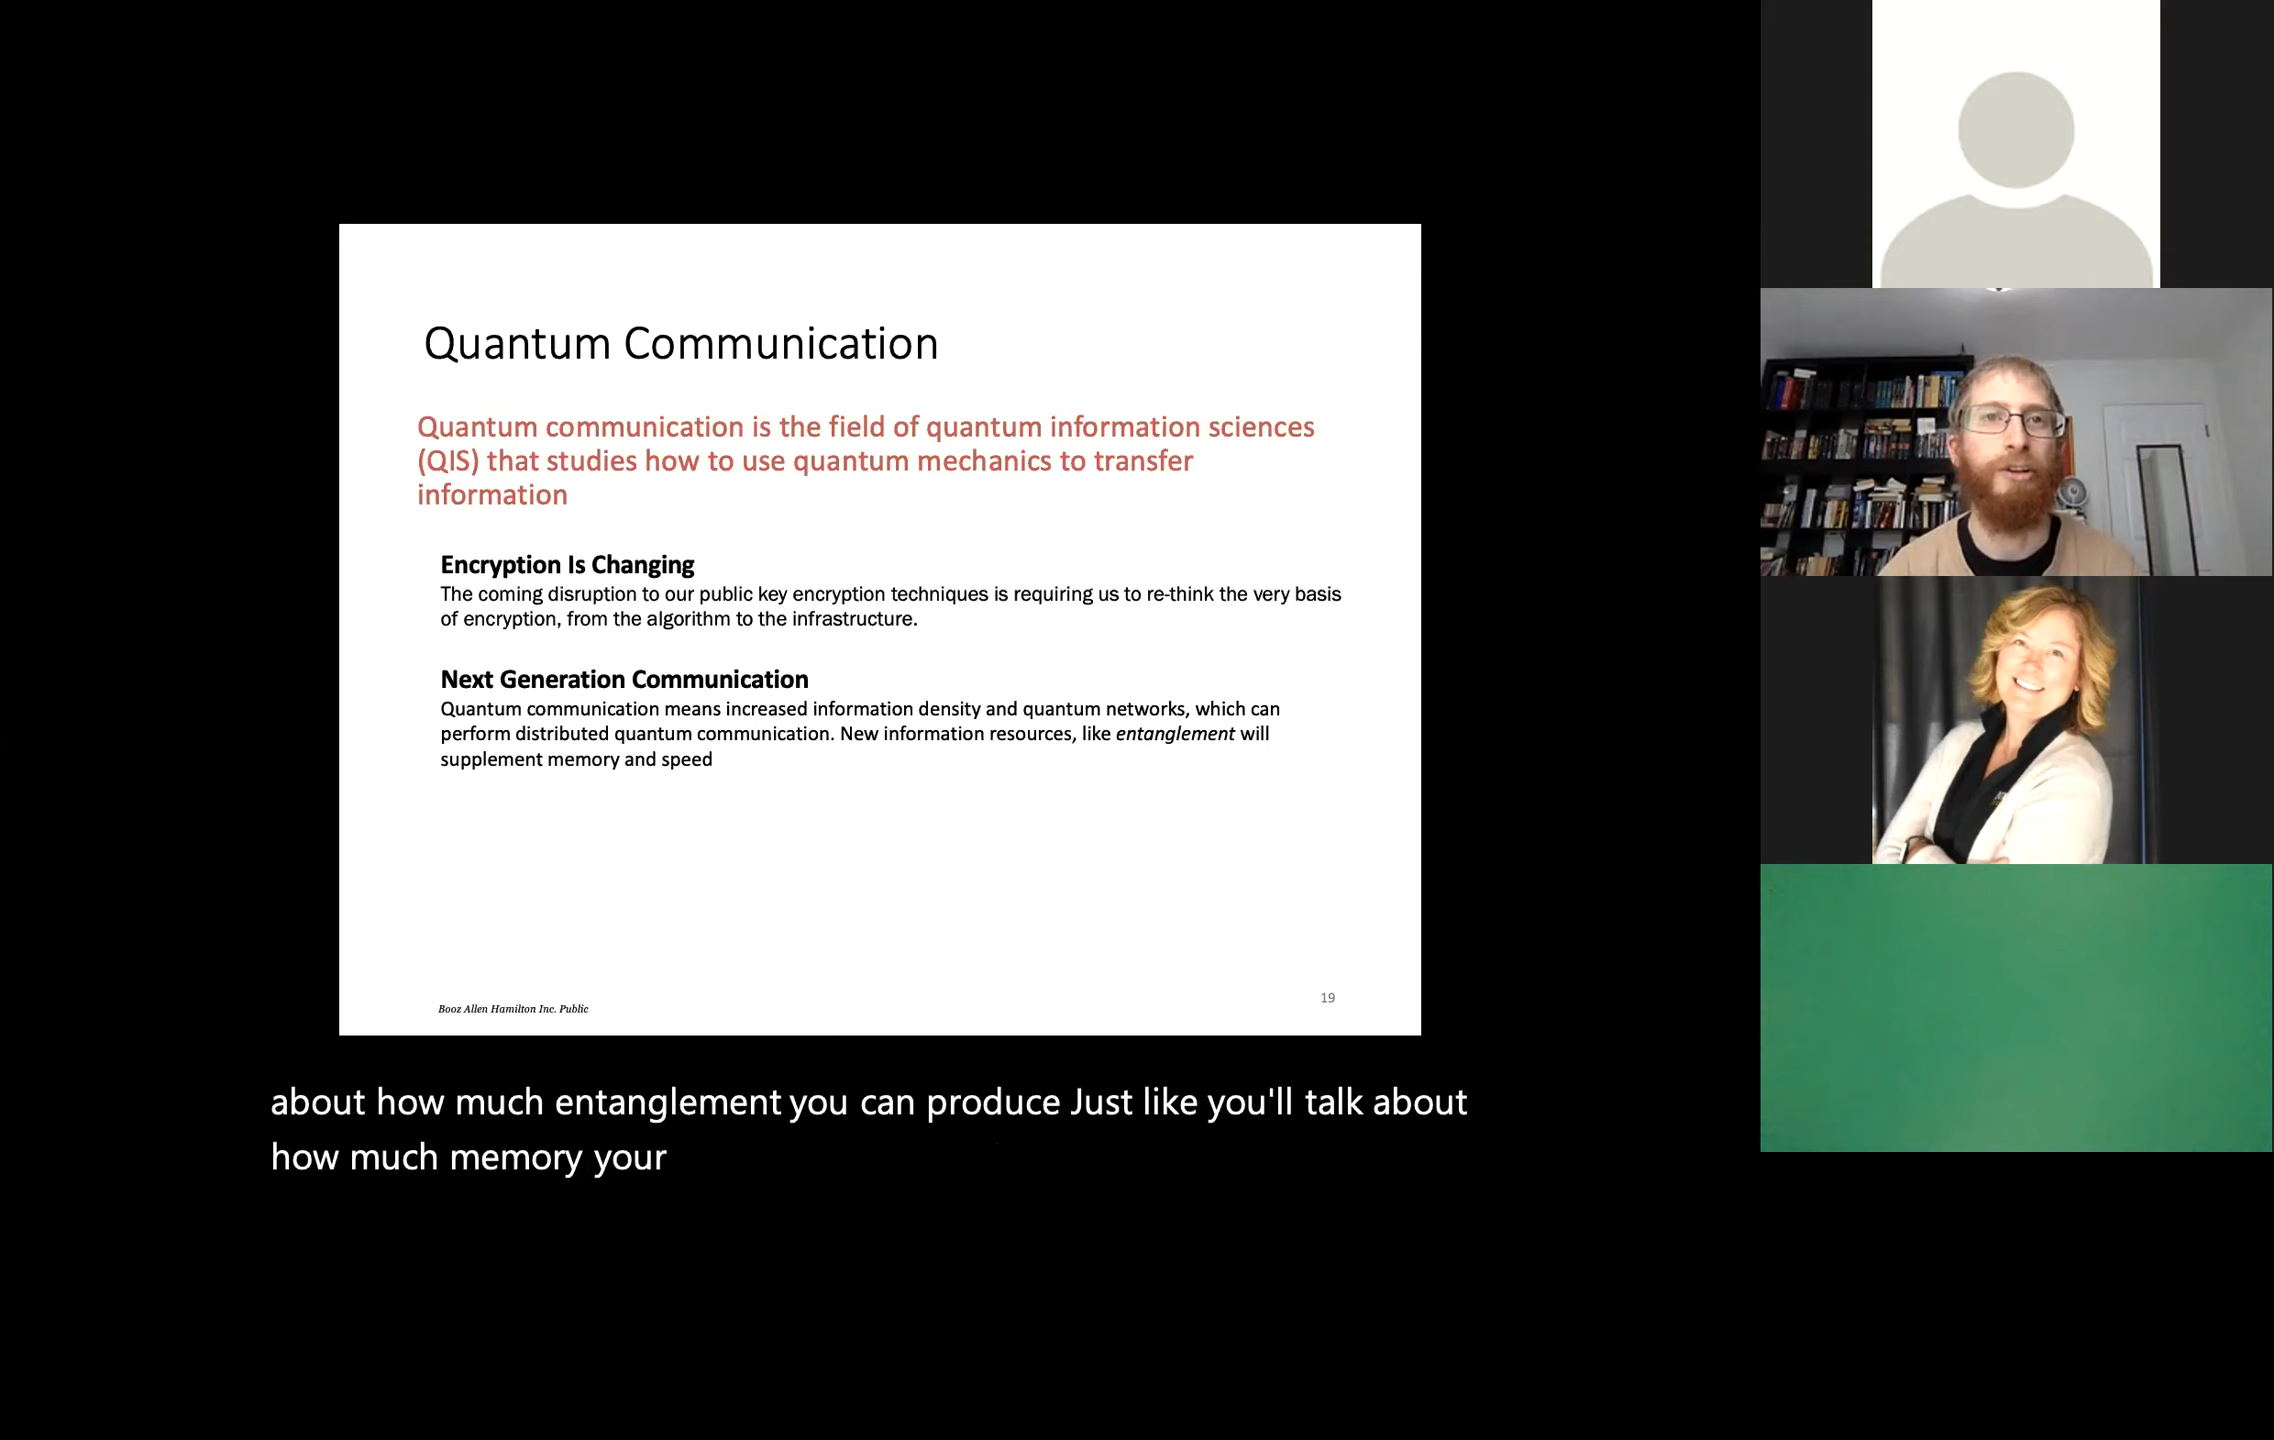 Quantum Communication
Quantum communication is the field of quantum information sciences
(QIS) that studies how to use quantum mechanics to transfer
information
Encryption Is Changing
The coming disruption to our public key encryption techniques is requiring us to re-think the very basis
of encryption, from the algorithm to the infrastructure.
Next Generation Communication
Quantum communication means increased information density and quantum networks, which can
perform distributed quantum communication. New information resources, like entanglement will
supplement memory and speed
Booz Allen Hamilton Inc. Public
19
about how much entanglement you can produce Just like you'll talk about
how much memory your